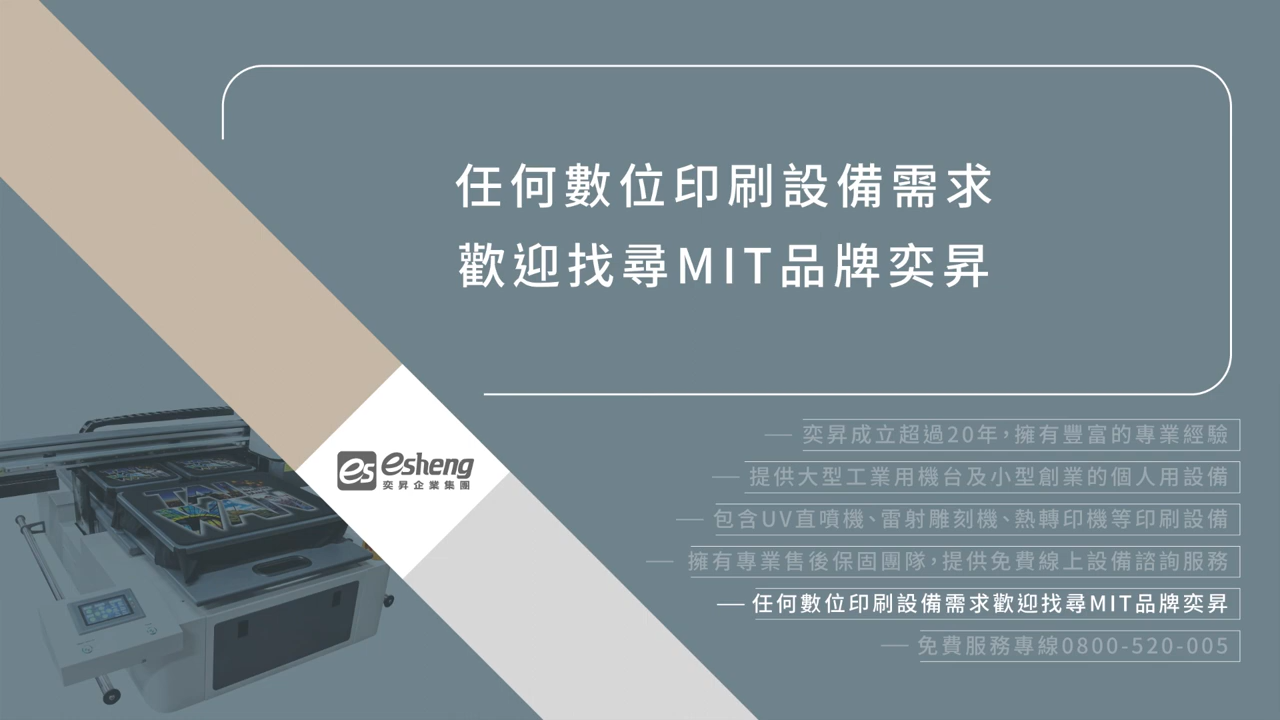 任何數位印刷設備需求
歡迎找尋MIT品牌奕昇
奕昇成立超過20年，擁有豐富的專業經驗
提供大型工業用機台及小型創業的個人用設備
包含UV直噴機、雷射雕刻機、熱轉印機等印刷設備
擁有專業售後保固團隊，提供免費線上設備諮詢服務
任何數位印刷設備需求歡迎找尋MIT品牌奕昇
免費服務專線0800-520-005
es esheng
奕昇企業集團
TAIWAN